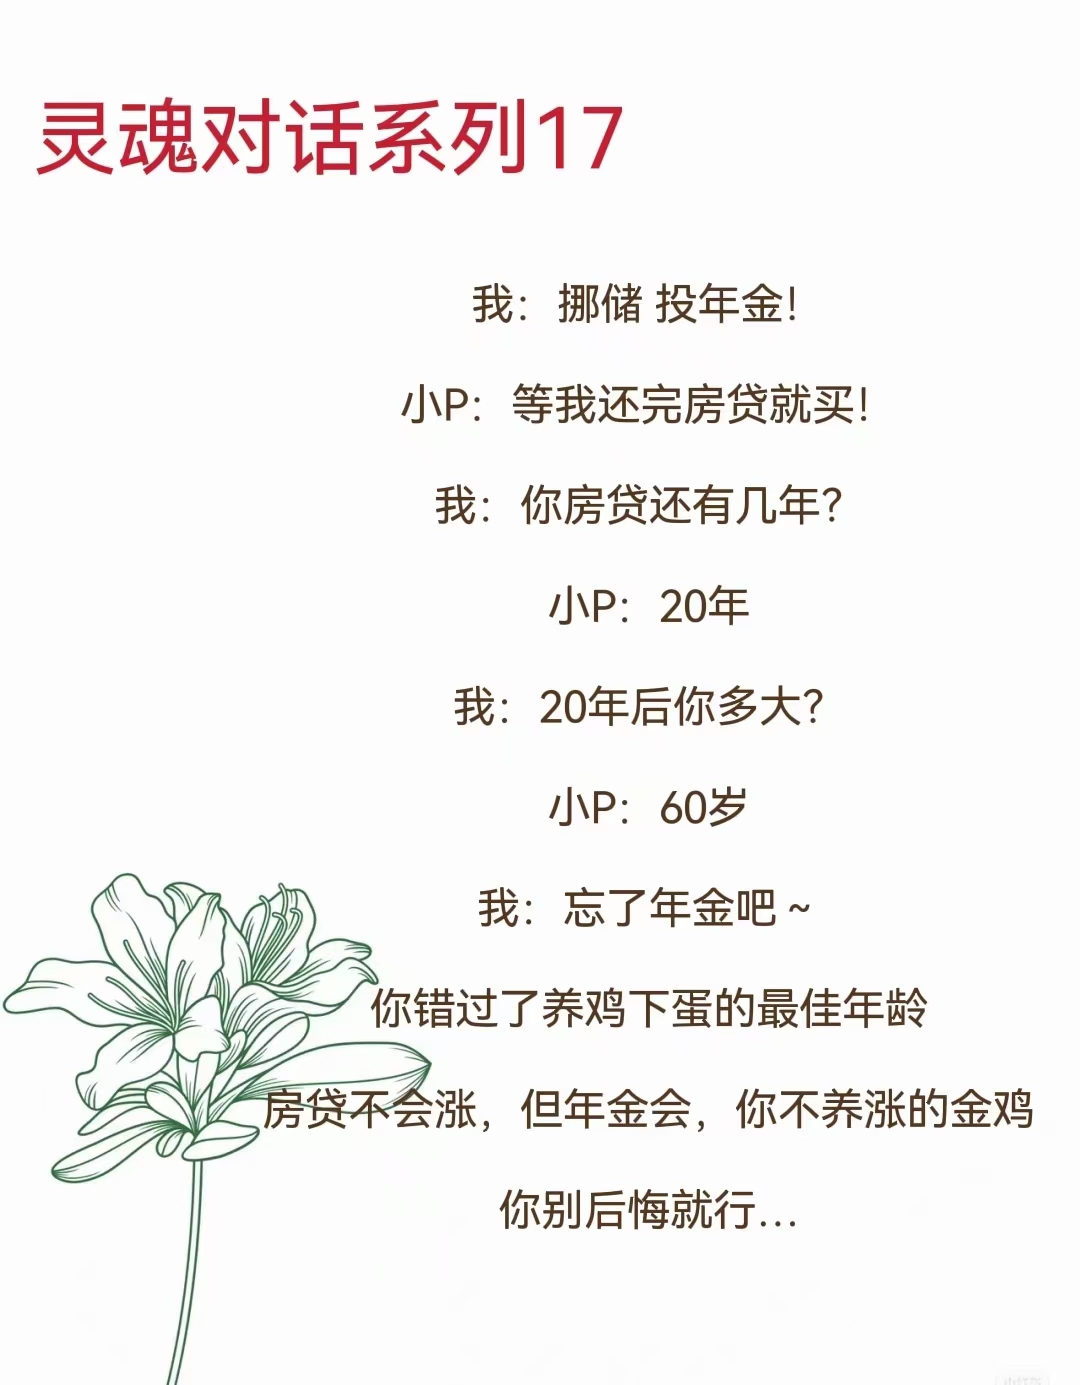 灵魂对话系列17
我：挪储 投年金！
小P：等我还完房贷就买！
我：你房贷还有几年？
小P：20年
我：20年后你多大？
小P：60岁
我：忘了年金吧 ~
你错过了养鸡下蛋的最佳年龄
房贷不会涨，但年金会，你不养涨的金鸡
你别后悔就行...